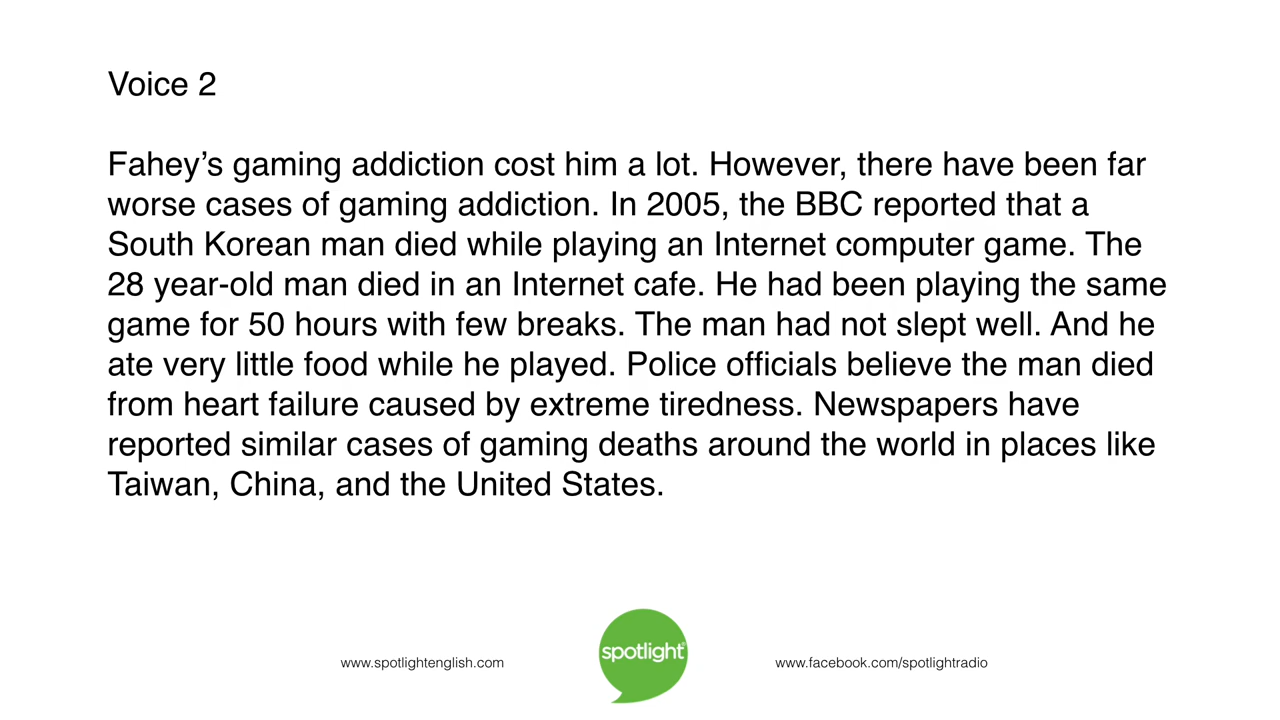 Voice 2
Fahey’s gaming addiction cost him a lot. However, there have been far
worse cases of gaming addiction. In 2005, the BBC reported that a
South Korean man died while playing an Internet computer game. The
28 year-old man died in an Internet cafe. He had been playing the same
game for 50 hours with few breaks. The man had not slept well. And he
ate very little food while he played. Police officials believe the man died
from heart failure caused by extreme tiredness. Newspapers have
reported similar cases of gaming deaths around the world in places like
Taiwan, China, and the United States.
www.spotlightenglish.com
spotlight®
www.facebook.com/spotlightradio